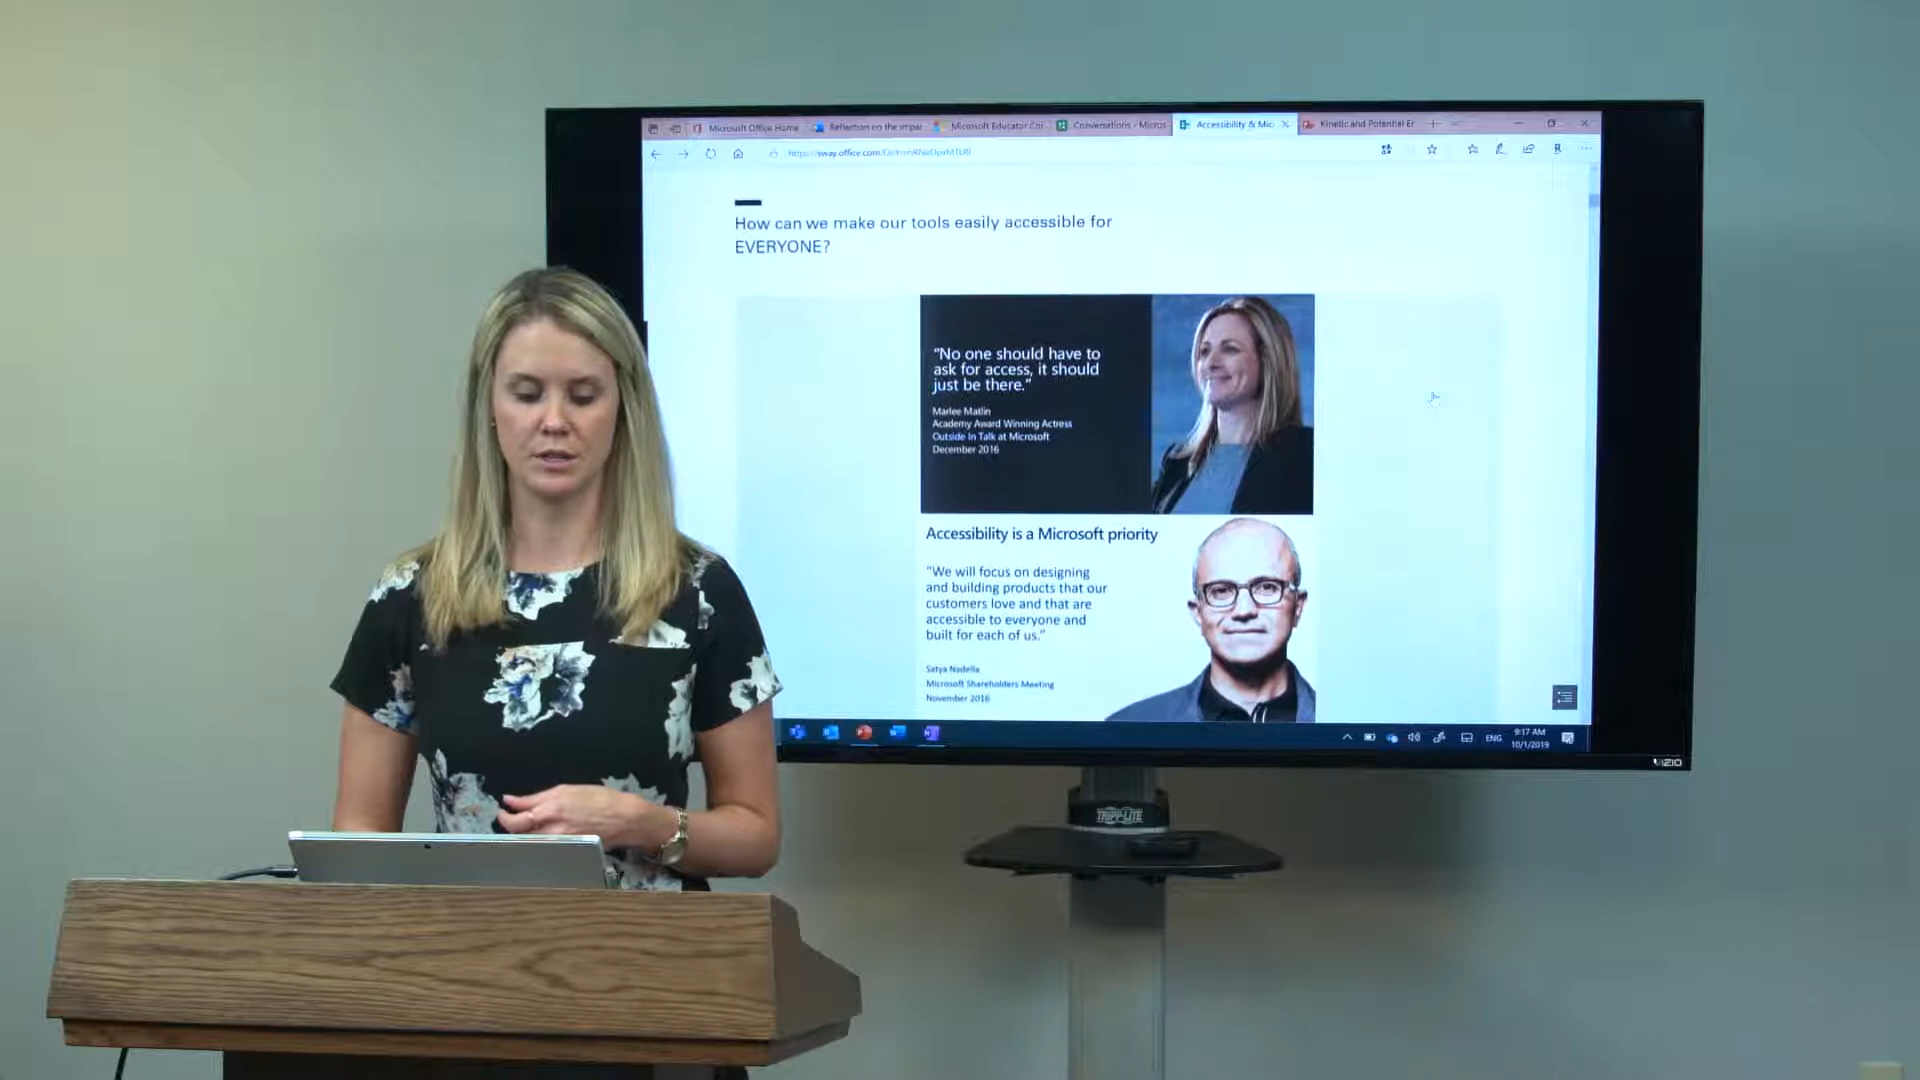 Microsoft Office Home
Reflection on the impac
Microsoft Educator Cor
Conversations - Micros
Accessibility & Mic
Kinetic and Potential Er
How can we make our tools easily accessible for
EVERYONE?
“No one should have to
ask for access, it should
just be there.”
Marlee Matlin
Academy Award Winning Actress
Outside In Talk at Microsoft
December 2016
Accessibility is a Microsoft priority
“We will focus on designing
and building products that our
customers love and that are
accessible to everyone and
built for each of us.”
Satya Nadella
Microsoft Shareholders Meeting
November 2016
ENG
9:17 AM
10/1/2019
VIZIO
TRIPP·LITE